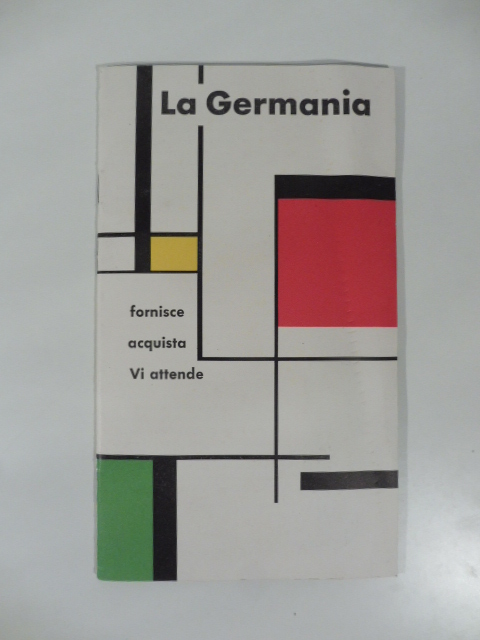 La Germania
fornisce
acquista
Vi attende